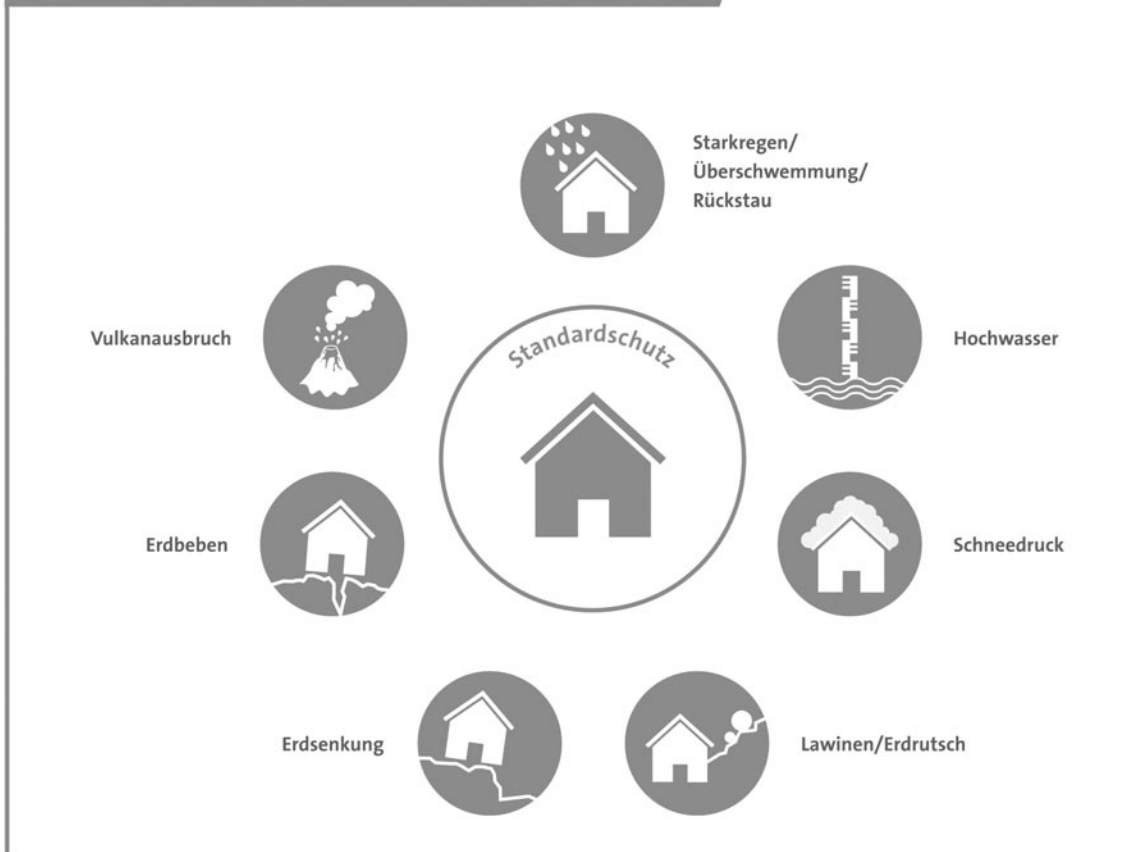 Starkregen/
Überschwemmung/
Rückstau
Vulkanausbruch
Standardschutz
Hochwasser
Erdbeben
Schneedruck
Erdsenkung
Lawinen/Erdrutsch